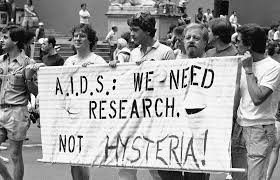 A.I.D.S.: WE NEED
RESEARCH.
NOT HYSTERIA!